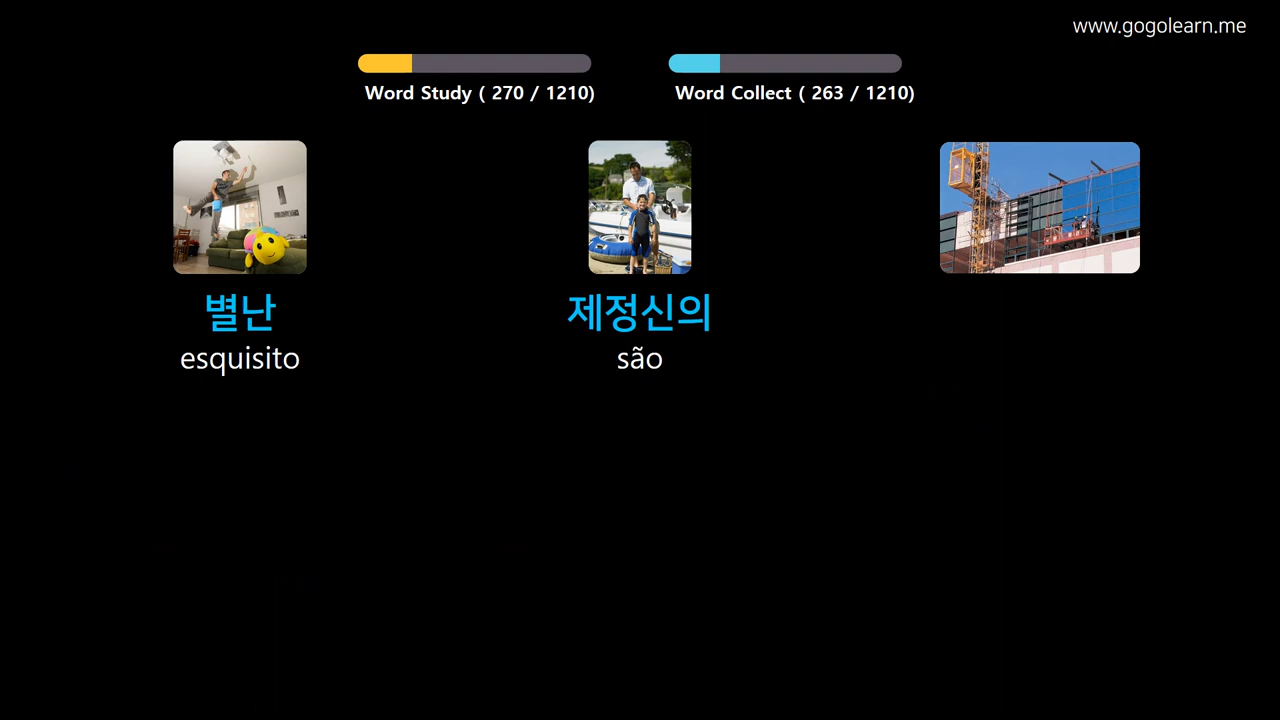 www.gogolearn.me
Word Study ( 270 / 1210)
Word Collect ( 263 / 1210)
별난
esquisito
제정신의
são